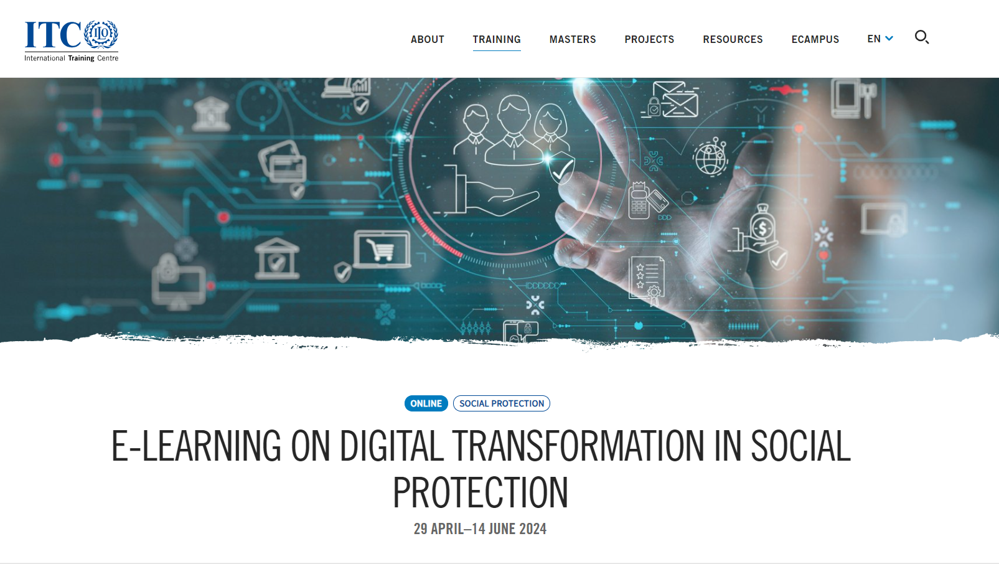 ITC ILO
International Training Centre
ABOUT TRAINING MASTERS PROJECTS RESOURCES ECAMPUS EN
$
ONLINE SOCIAL PROTECTION
E-LEARNING ON DIGITAL TRANSFORMATION IN SOCIAL
PROTECTION
29 APRIL–14 JUNE 2024